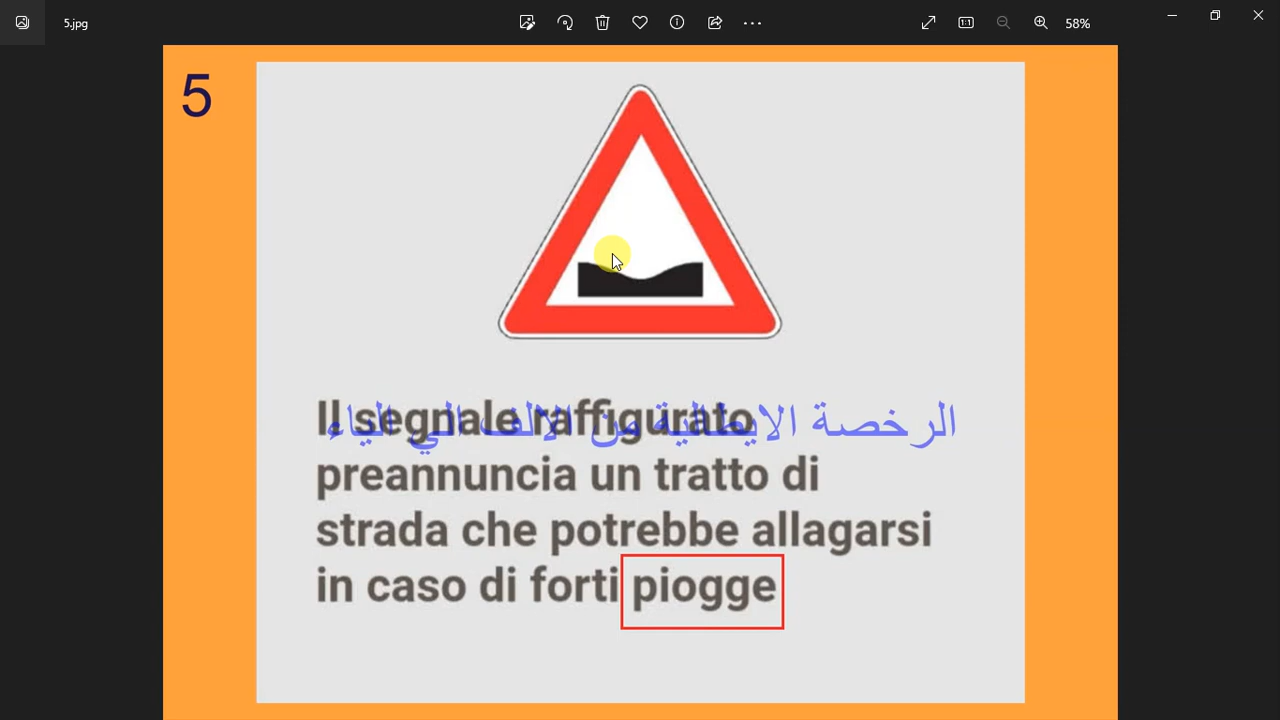 5.jpg
58%
5
Il segnale raffigurato
الرخصة الايطالية من الالف الي الياء
preannuncia un tratto di
strada che potrebbe allagarsi
in caso di forti piogge